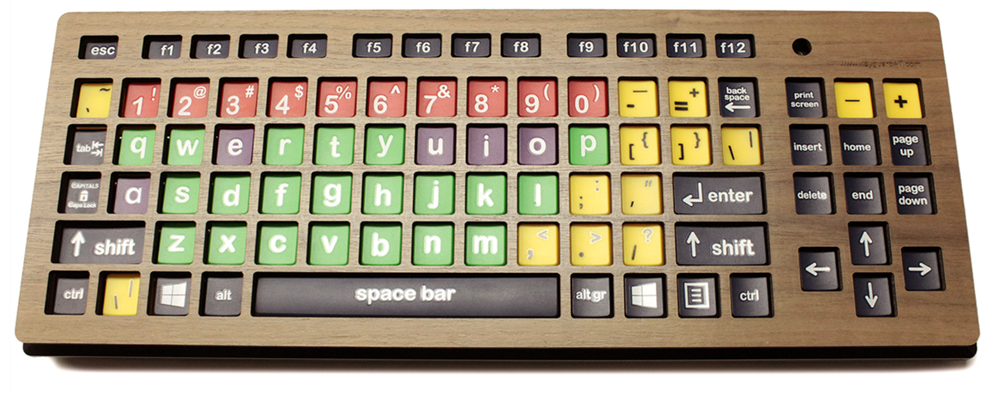 esc f1 f2 f3 f4 f5 f6 f7 f8 f9 f10 f11 f12
` ~ 1 ! 2 @ 3 # 4 $ 5 % 6 ^ 7 & 8 * 9 ( 0 ) - _ = + back space ← print screen − +
tab q w e r t y u i o p [ { ] } \ | insert home page up
CAPITALS Caps Lock a s d f g h j k l ; : ' " enter delete end page down
↑ shift z x c v b n m , < . > / ? ↑ shift ↑
ctrl \ | alt space bar alt gr ctrl ← ↓ →